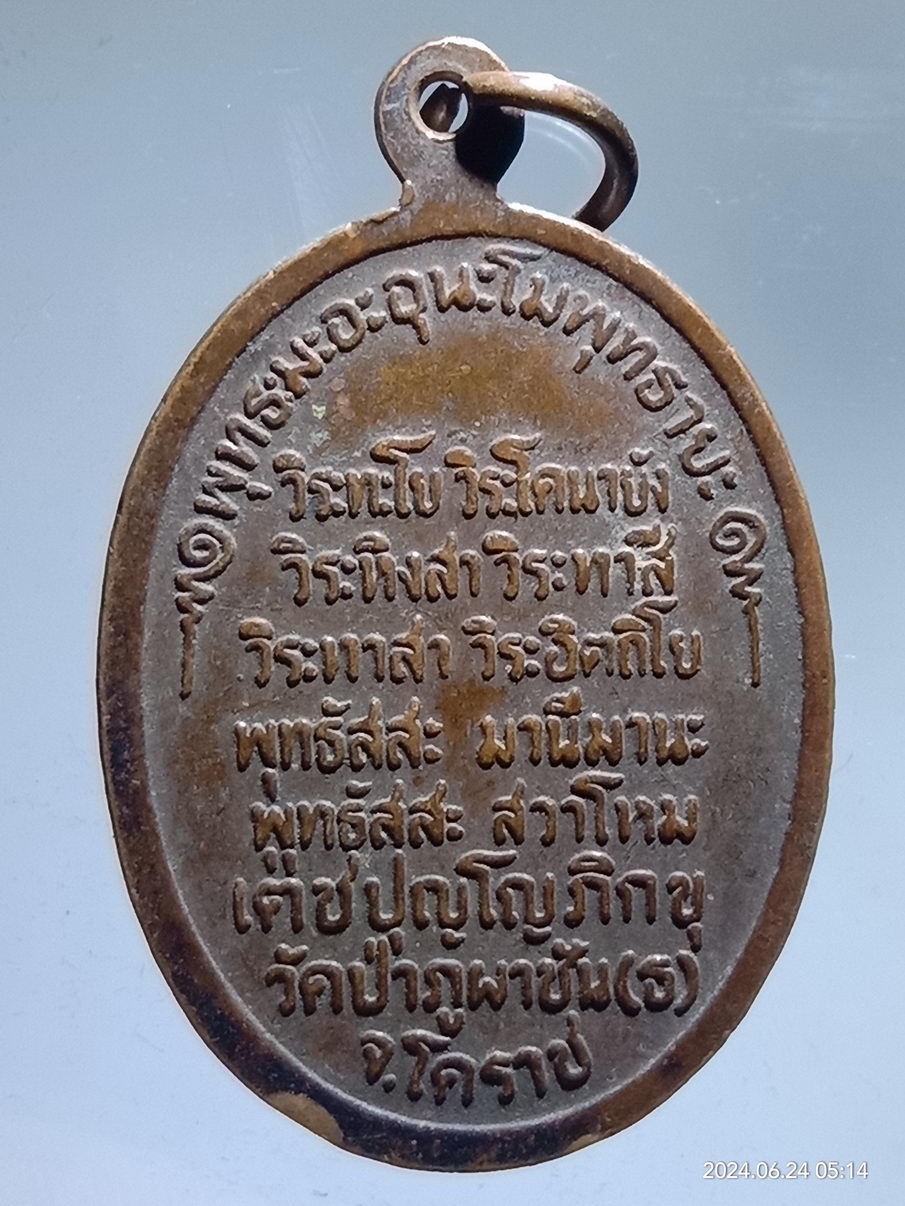 ๛ พุทธะมะอะอุนะโมพุทธายะ ๛
วิระทะโย วิระโคนายัง
วิระหิงสา วิระทาสี
วิระทาสา วิระอิตถิโย
พุทธัสสะ มานีมานะ
พุทธัสสะ สวาโหม
เตชปุญโญ ภิกขุ
วัดป่าภูผาชัน(ธ)
จ.โคราช
2024.06.24 05:14